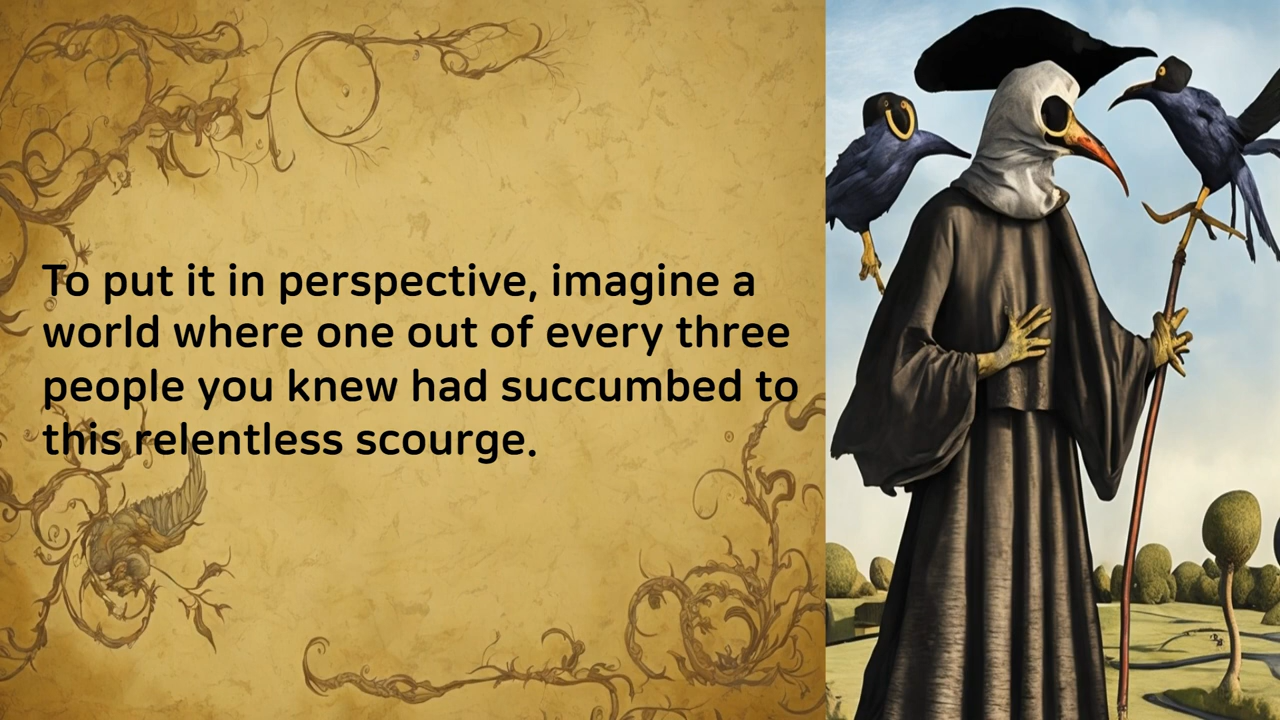 To put it in perspective, imagine a
world where one out of every three
people you knew had succumbed to
this relentless scourge.